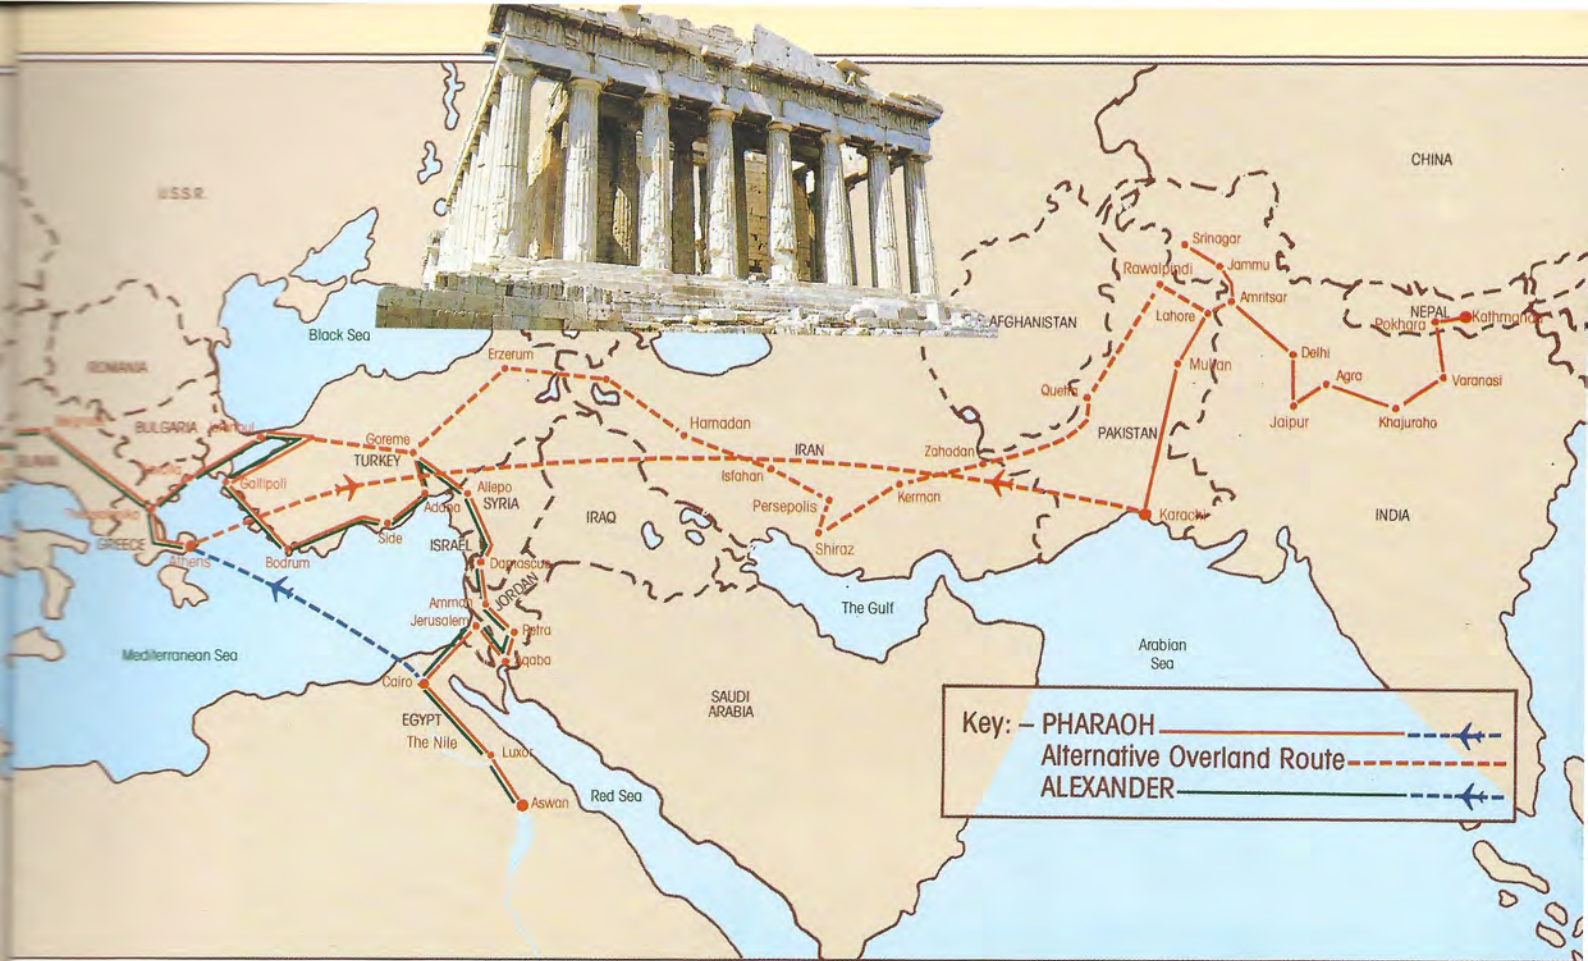 U.S.S.R.
CHINA
Srinagar
Rawalpindi
Jammu
Amritsar
Lahore
AFGHANISTAN
NEPAL
Pokhara
Kathmandu
Black Sea
Erzerum
ROMANIA
Delhi
Multan
Agra
Varanasi
Quetta
Jaipur
Khajuraho
BULGARIA
Istanbul
Hamadan
Goreme
TURKEY
IRAN
PAKISTAN
Zahodan
Isfahan
Gallipoli
Allepo
SYRIA
Kerman
Persepolis
Adana
IRAQ
Karachi
INDIA
Side
GREECE
ISRAEL
Athens
Bodrum
Damascus
Shiraz
JORDAN
Amman
Jerusalem
Petra
The Gulf
Aqaba
Arabian
Sea
Mediterranean Sea
Cairo
SAUDI
ARABIA
EGYPT
The Nile
Luxor
Red Sea
Aswan
Key: – PHARAOH
Alternative Overland Route
ALEXANDER